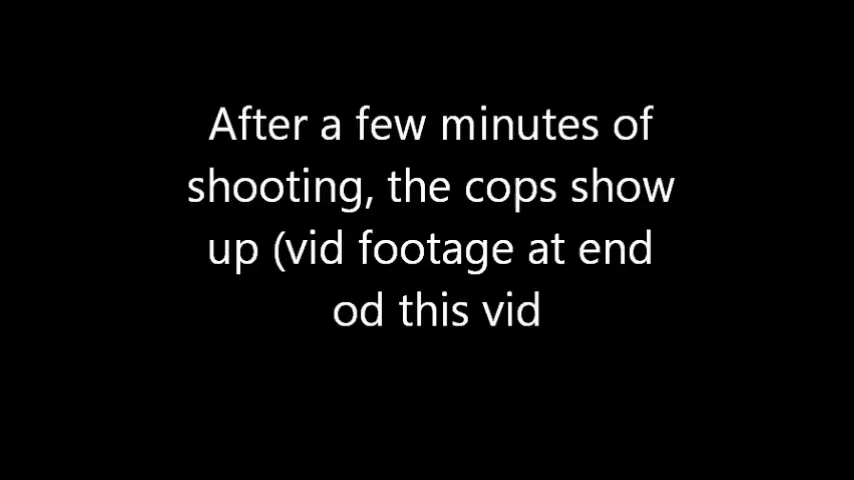 After a few minutes of
shooting, the cops show
up (vid footage at end
od this vid